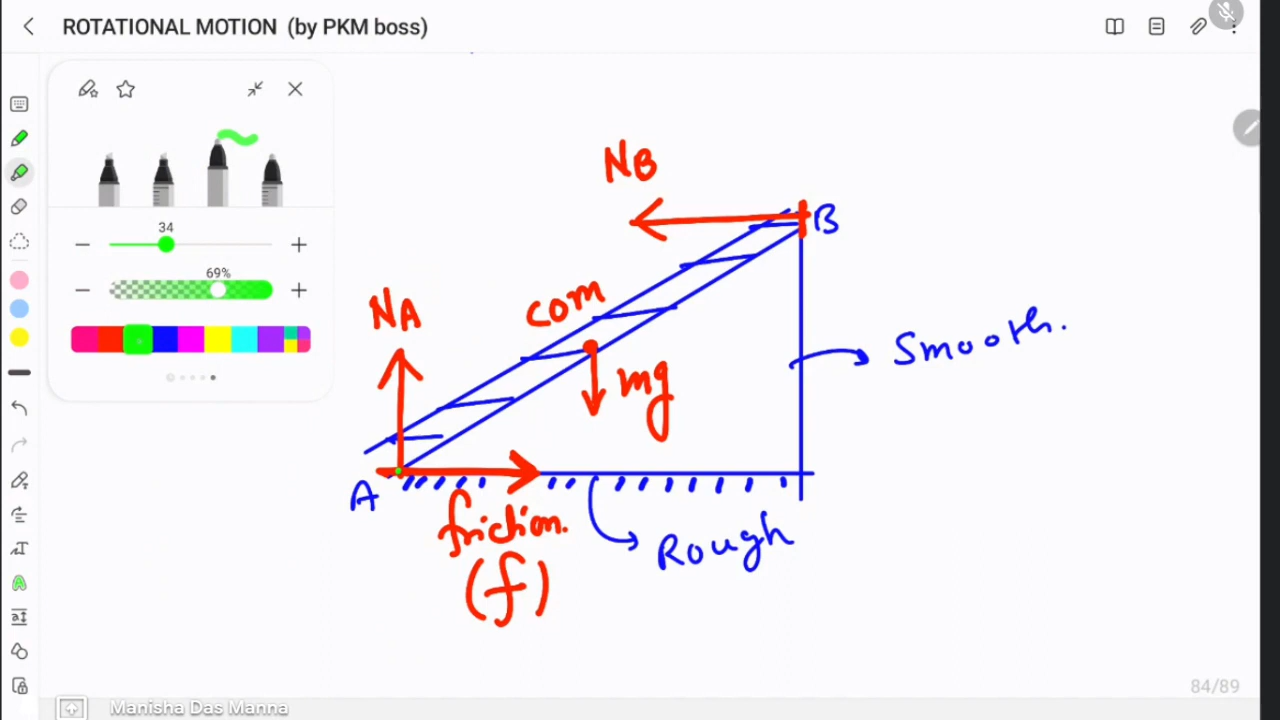 ROTATIONAL MOTION (by PKM boss)
34
69%
NB
B
NA
com
mg
Smooth.
A
friction.
(f)
Rough
84/89
Manisha Das Manna